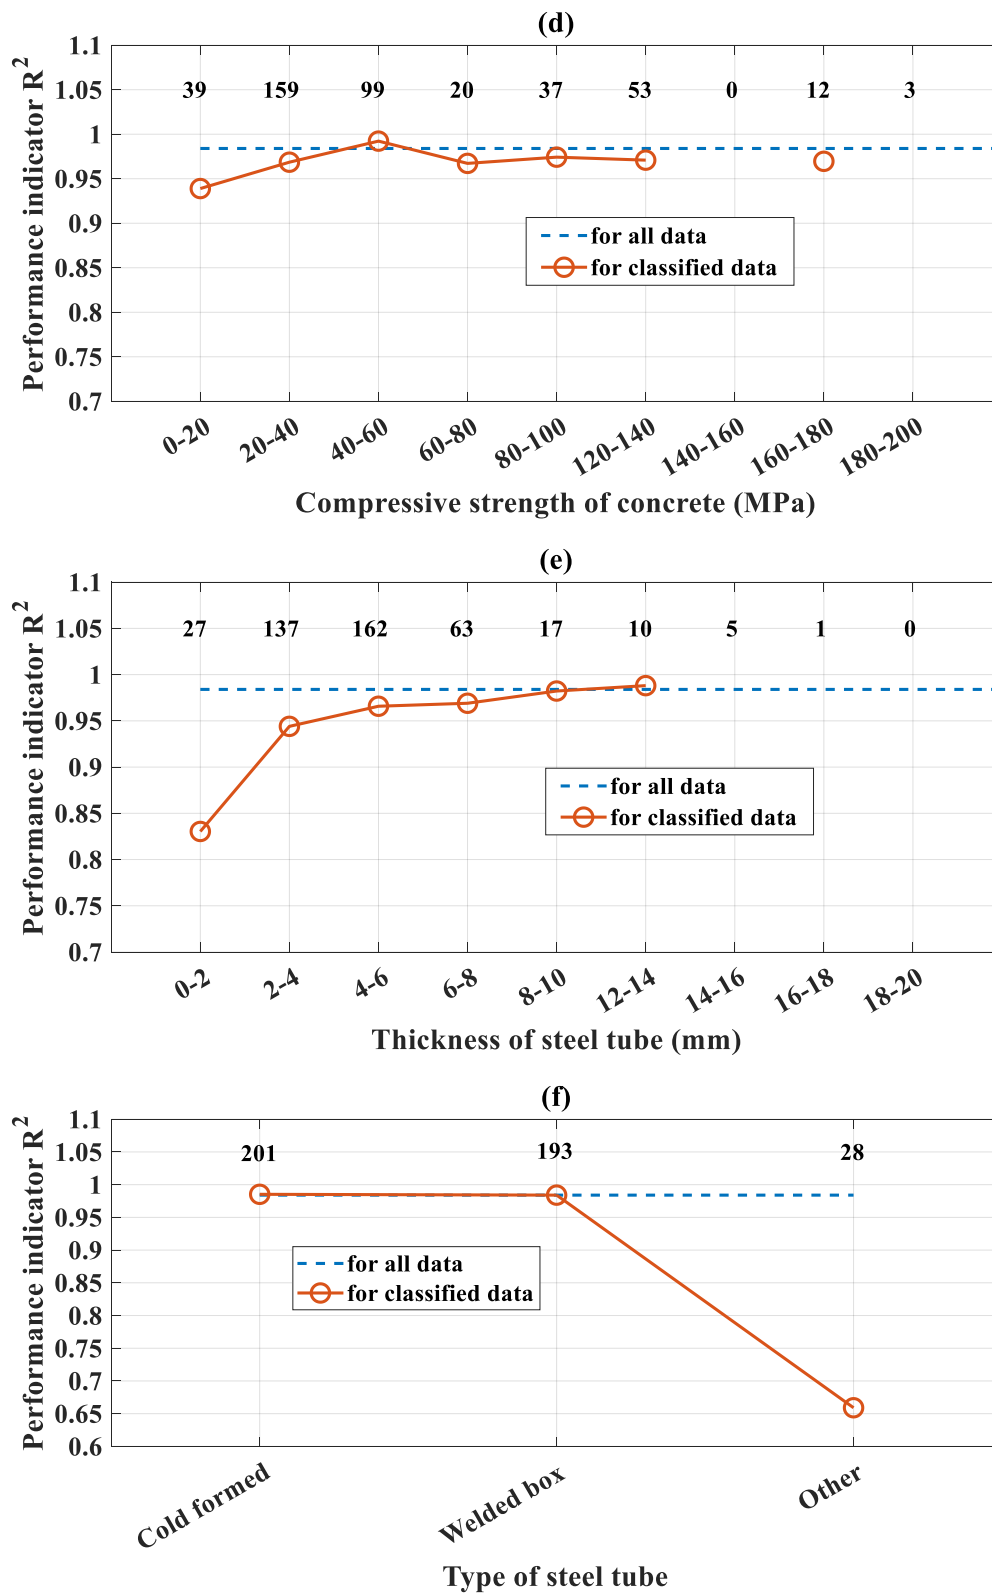 (d)
Performance indicator R²
1.1
1.05
1
0.95
0.9
0.85
0.8
0.75
0.7
39 159 99 20 37 53 0 12 3
for all data
for classified data
0-20 20-40 40-60 60-80 80-100 120-140 140-160 160-180 180-200
Compressive strength of concrete (MPa)
(e)
Performance indicator R²
1.1
1.05
1
0.95
0.9
0.85
0.8
0.75
0.7
27 137 162 63 17 10 5 1 0
for all data
for classified data
0-2 2-4 4-6 6-8 8-10 12-14 14-16 16-18 18-20
Thickness of steel tube (mm)
(f)
Performance indicator R²
1.1
1.05
1
0.95
0.9
0.85
0.8
0.75
0.7
0.65
0.6
201 193 28
for all data
for classified data
Cold formed Welded box Other
Type of steel tube